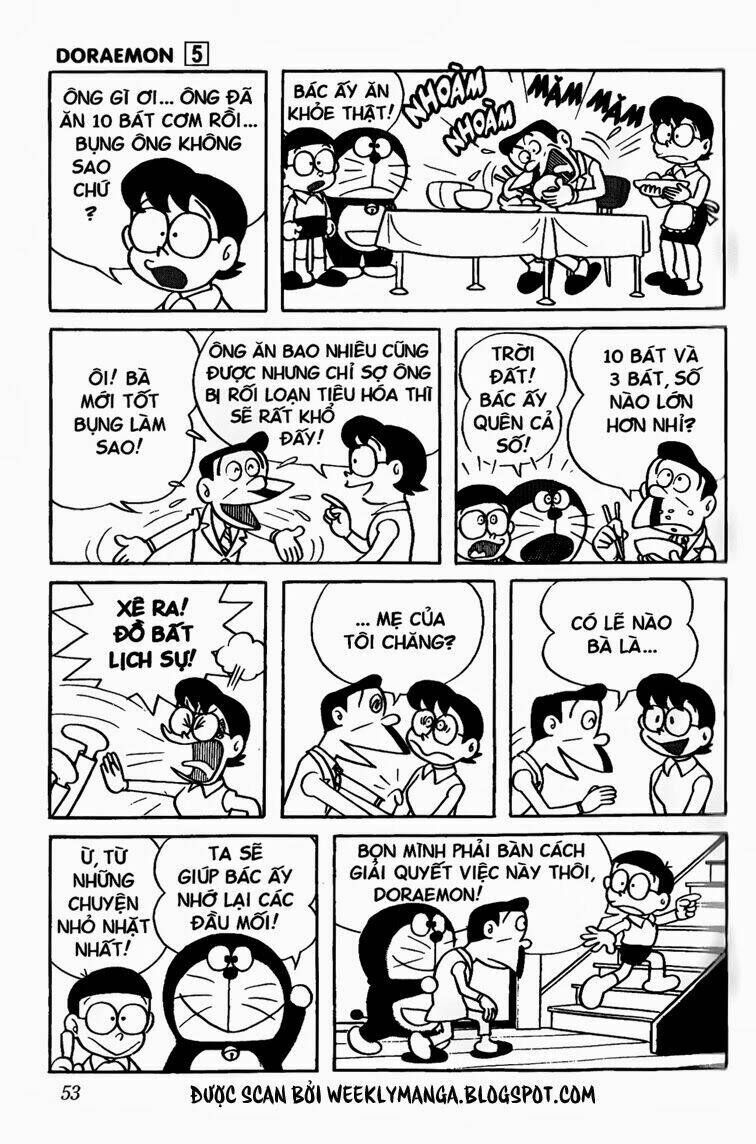 DORAEMON 5
BÁC ẤY ĂN
KHỎE THẬT!
NHOÀM
NHOÀM
MĂM MĂM
ÔNG GÌ ƠI... ÔNG ĐÃ
ĂN 10 BÁT CƠM RỒI...
BỤNG ÔNG KHÔNG
SAO
CHỨ
?
10 BÁT VÀ
3 BÁT, SỐ
NÀO LỚN
HƠN NHỈ?
TRỜI
ĐẤT!
BÁC ẤY
QUÊN CẢ
SỐ!
ÔNG ĂN BAO NHIÊU CŨNG
ĐƯỢC NHƯNG CHỈ SỢ ÔNG
BỊ RỐI LOẠN TIÊU HÓA THÌ
SẼ RẤT KHỔ
ĐẤY!
ÔI! BÀ
MỚI TỐT
BỤNG LÀM
SAO!
CÓ LẼ NÀO
BÀ LÀ...
... MẸ CỦA
TÔI CHĂNG?
XÊ RA!
ĐỒ BẤT
LỊCH SỰ!
BỌN MÌNH PHẢI BÀN CÁCH
GIẢI QUYẾT VIỆC NÀY THÔI,
DORAEMON!
TA SẼ
GIÚP BÁC ẤY
NHỚ LẠI CÁC
ĐẦU MỐI!
Ừ, TỪ
NHỮNG
CHUYỆN
NHỎ NHẶT
NHẤT!
53
ĐƯỢC SCAN BỞI WEEKLYMANGA.BLOGSPOT.COM